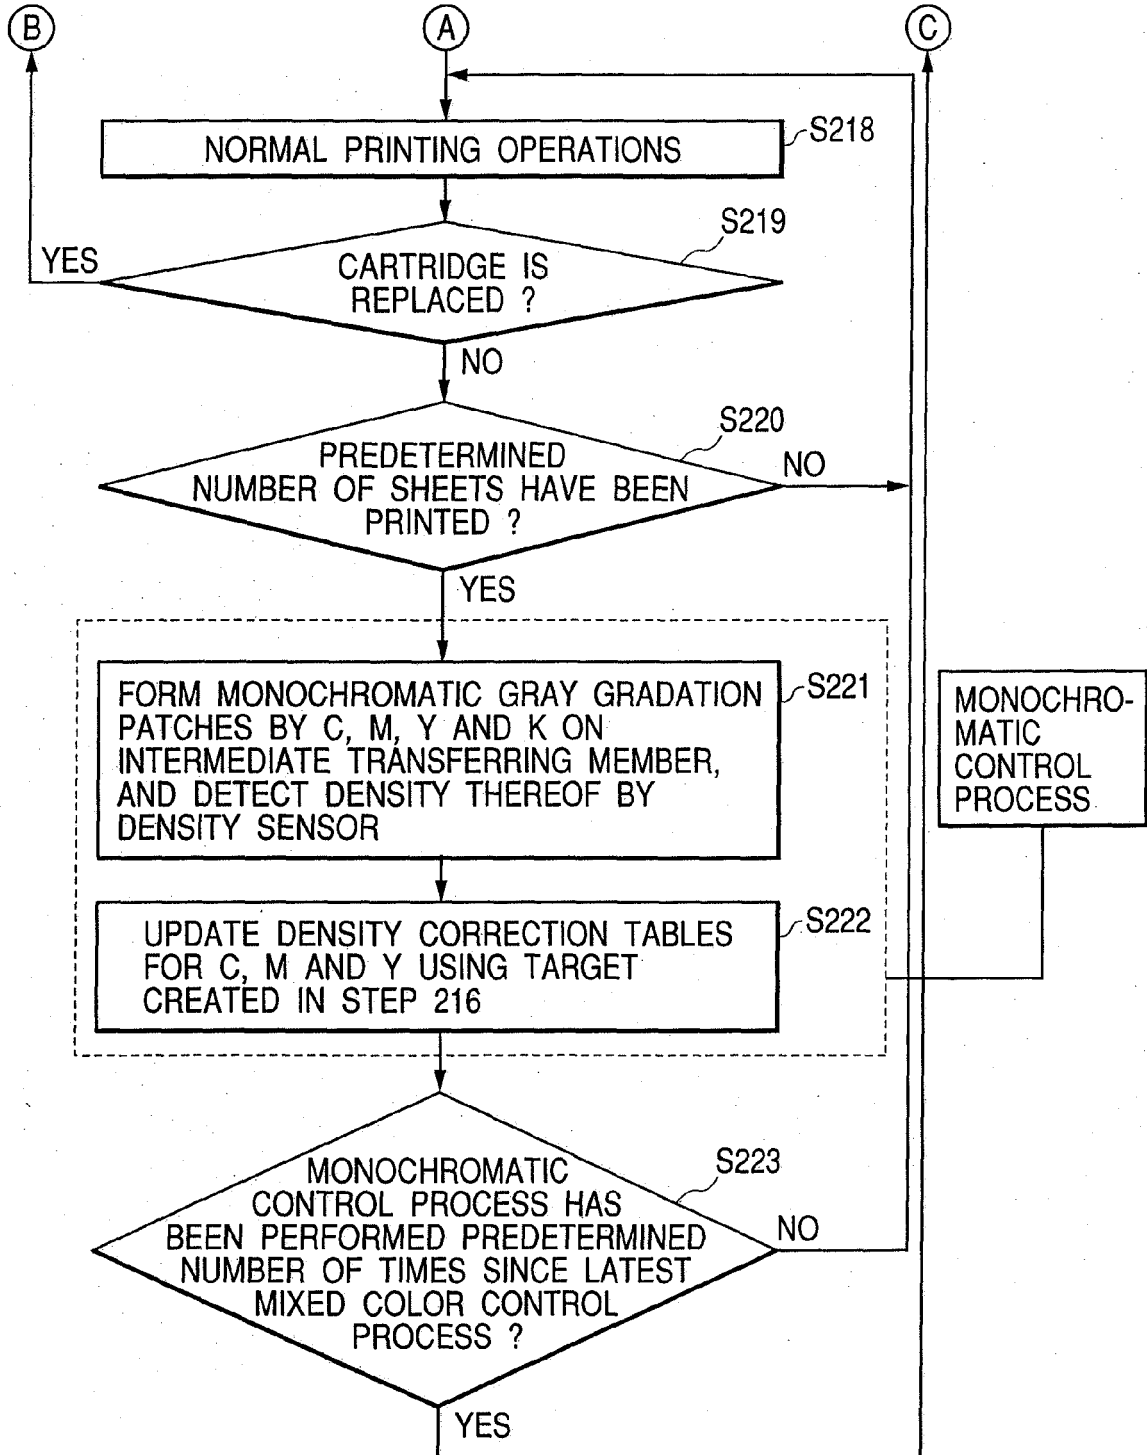 B
A
C
NORMAL PRINTING OPERATIONS
S218
S219
YES
CARTRIDGE IS
REPLACED ?
NO
S220
PREDETERMINED
NUMBER OF SHEETS HAVE BEEN
PRINTED ?
NO
YES
FORM MONOCHROMATIC GRAY GRADATION
PATCHES BY C, M, Y AND K ON
INTERMEDIATE TRANSFERRING MEMBER,
AND DETECT DENSITY THEREOF BY
DENSITY SENSOR
S221
MONOCHRO-
MATIC
CONTROL
PROCESS
UPDATE DENSITY CORRECTION TABLES
FOR C, M AND Y USING TARGET
CREATED IN STEP 216
S222
S223
MONOCHROMATIC
CONTROL PROCESS HAS
BEEN PERFORMED PREDETERMINED
NUMBER OF TIMES SINCE LATEST
MIXED COLOR CONTROL
PROCESS ?
NO
YES